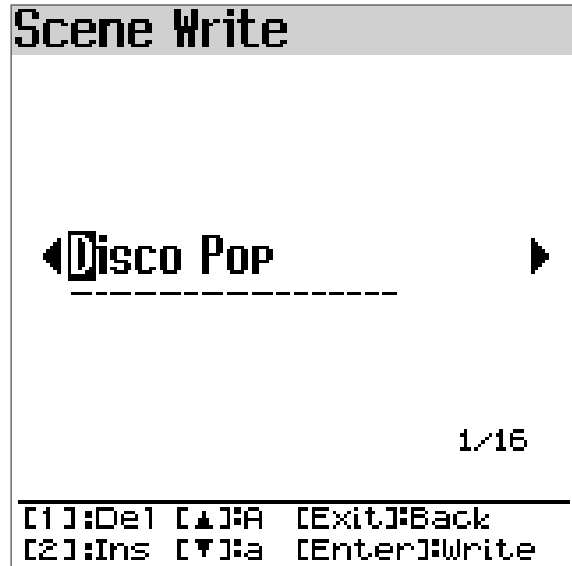 Scene Write
◀Disco Pop ▶
1/16
[1]:Del [▲]:A [Exit]:Back
[2]:Ins [▼]:a [Enter]:Write